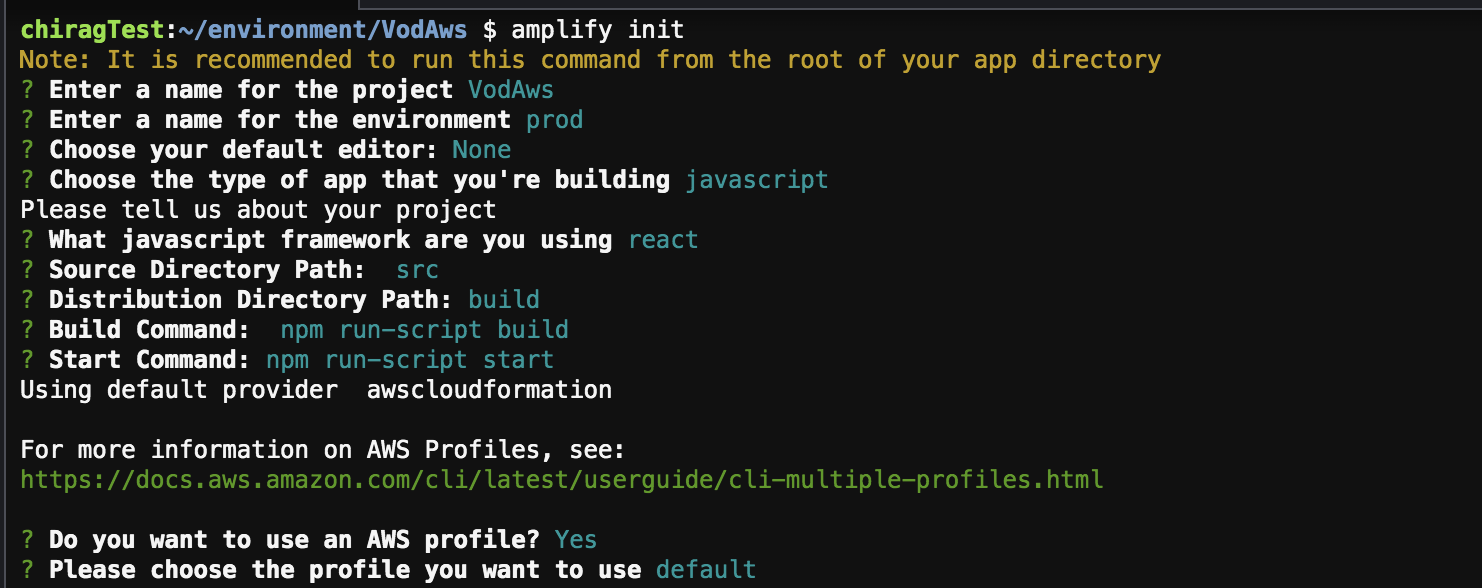 chiragTest:~/environment/VodAws $ amplify init
Note: It is recommended to run this command from the root of your app directory
? Enter a name for the project VodAws
? Enter a name for the environment prod
? Choose your default editor: None
? Choose the type of app that you're building javascript
Please tell us about your project
? What javascript framework are you using react
? Source Directory Path:  src
? Distribution Directory Path: build
? Build Command:  npm run-script build
? Start Command: npm run-script start
Using default provider  awscloudformation
For more information on AWS Profiles, see:
https://docs.aws.amazon.com/cli/latest/userguide/cli-multiple-profiles.html
? Do you want to use an AWS profile? Yes
? Please choose the profile you want to use default